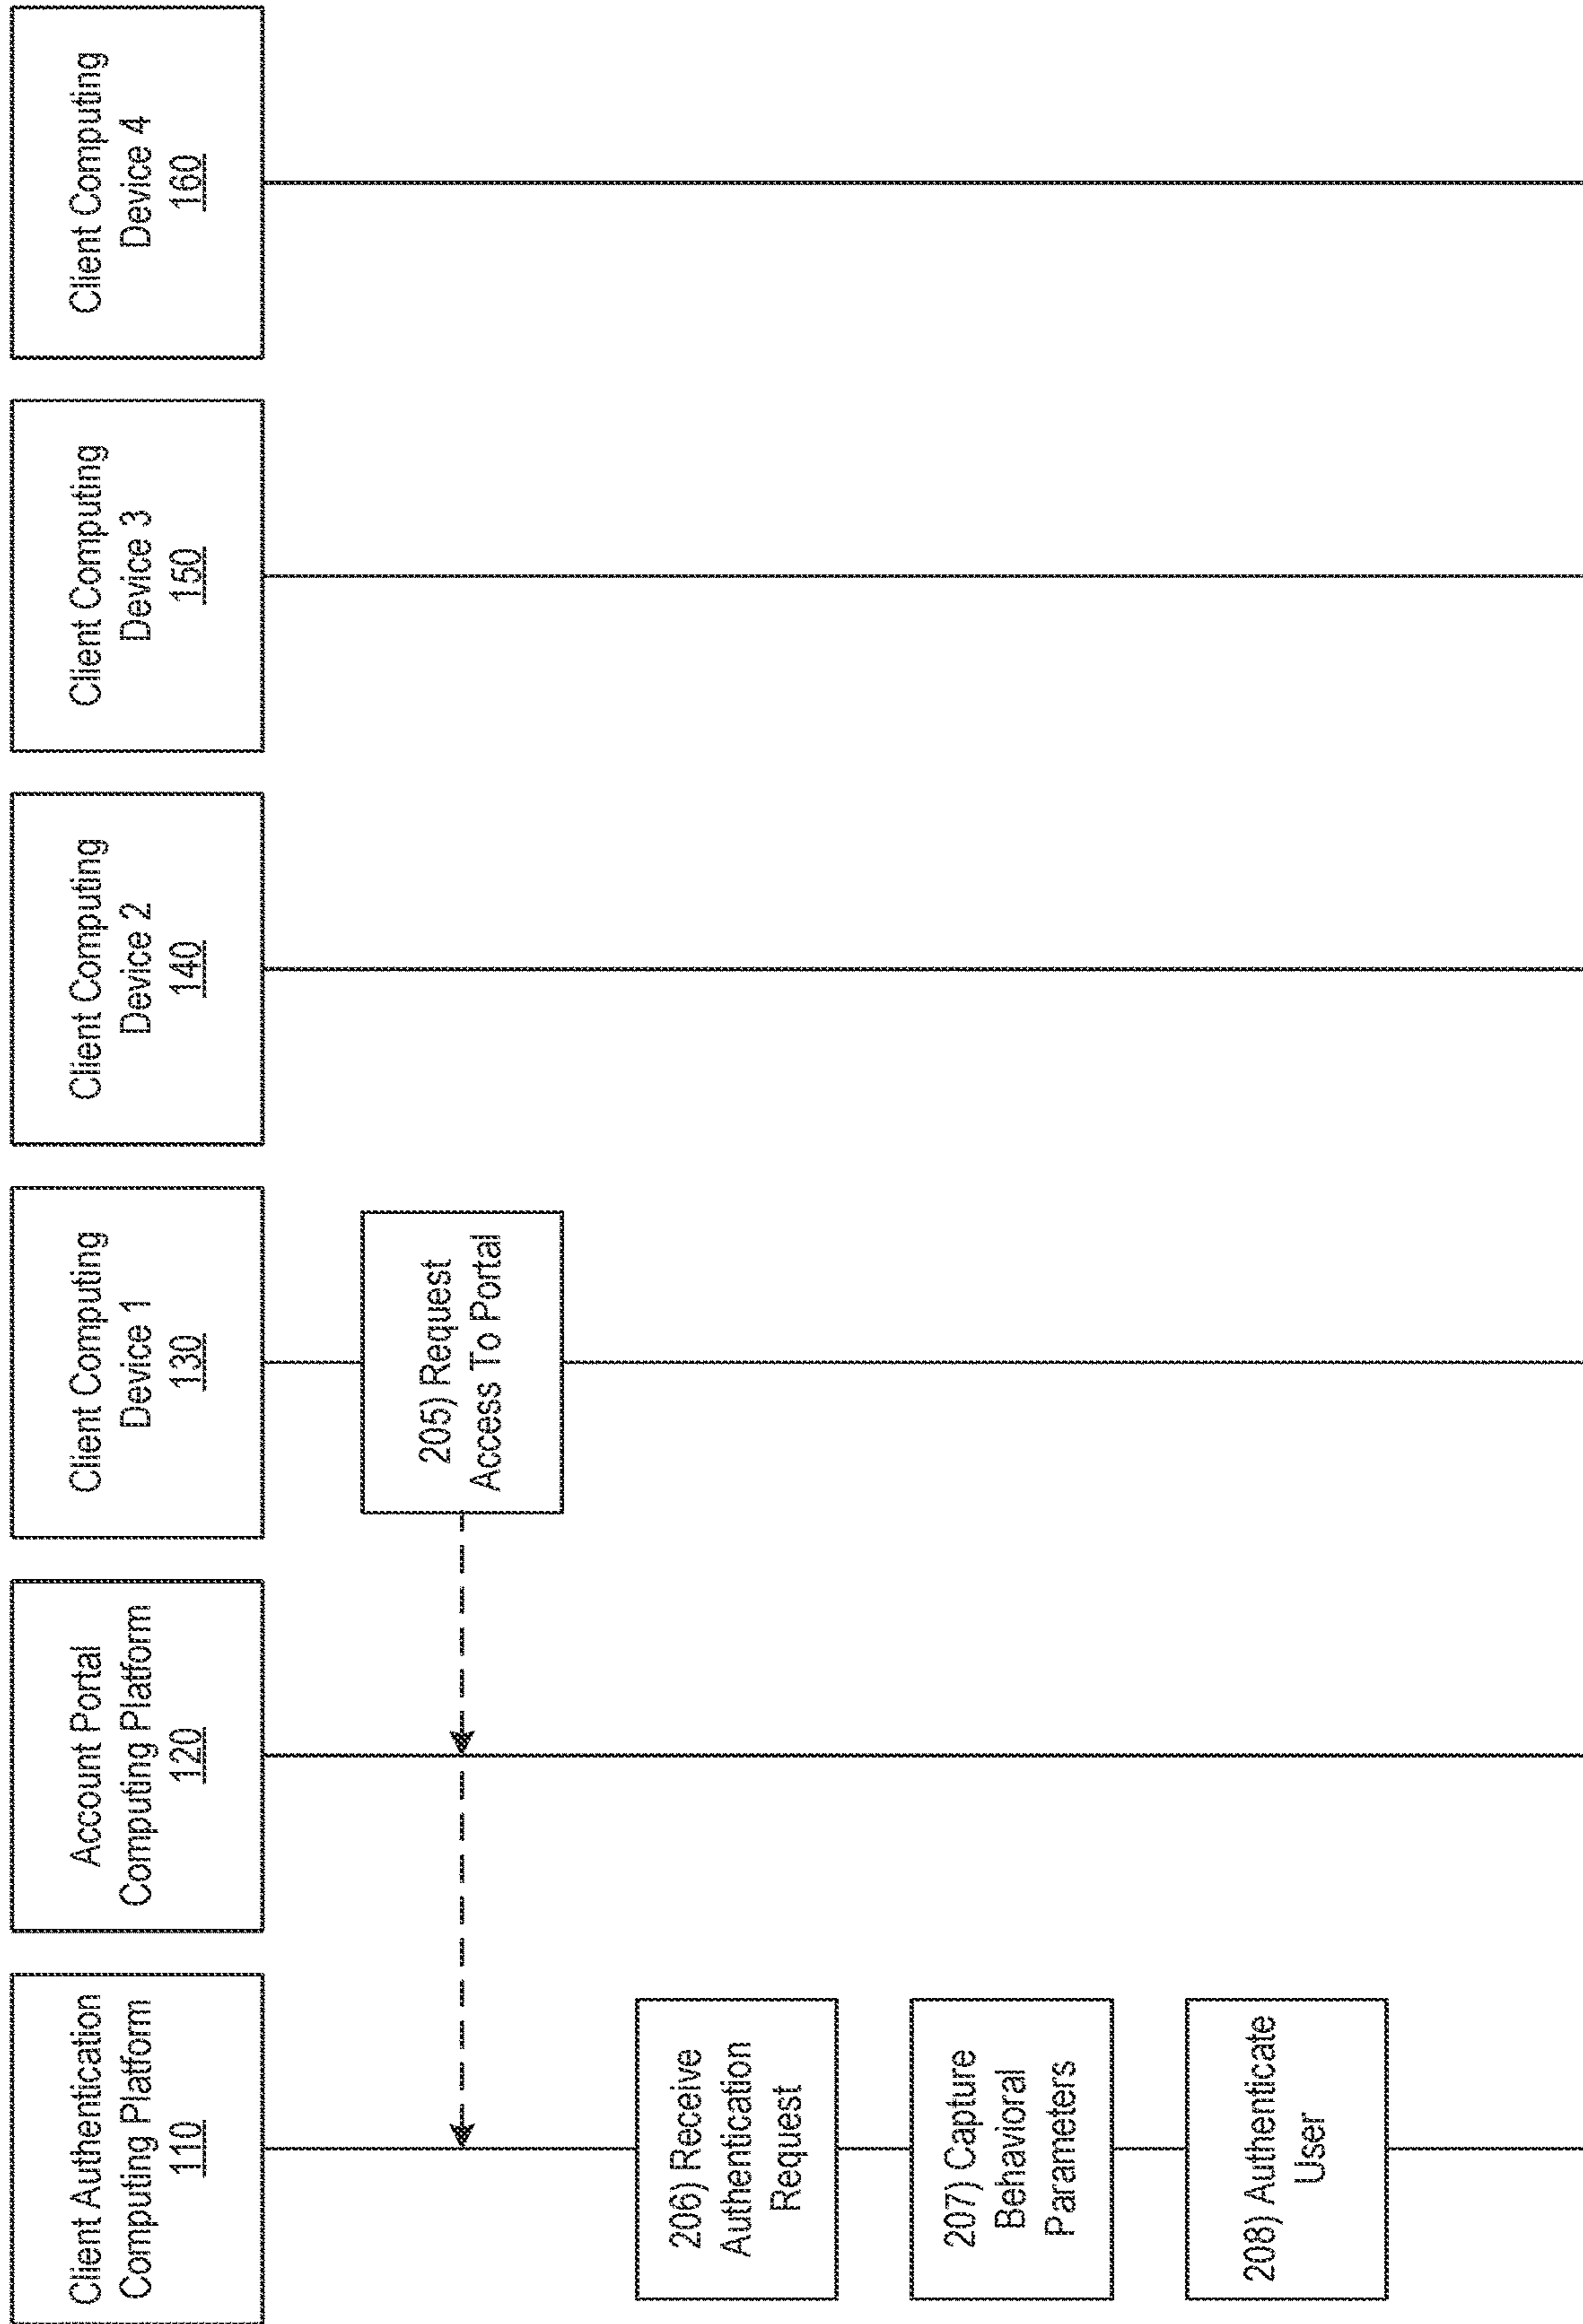 Client Authentication
Computing Platform
110
Account Portal
Computing Platform
120
Client Computing
Device 1
130
Client Computing
Device 2
140
Client Computing
Device 3
150
Client Computing
Device 4
160
205) Request
Access To Portal
206) Receive
Authentication
Request
207) Capture
Behavioral
Parameters
208) Authenticate
User